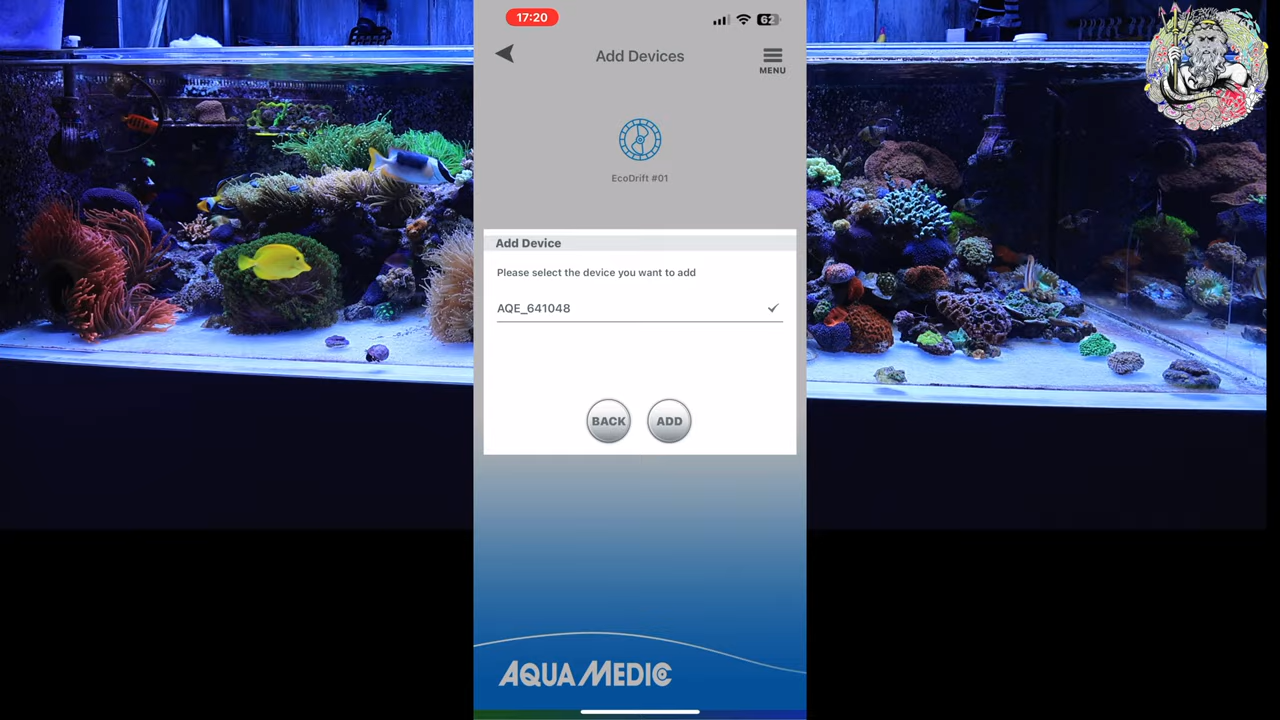 17:20
62
Add Devices
MENU
EcoDrift #01
Add Device
Please select the device you want to add
AQE_641048
BACK
ADD
AQUA MEDIC